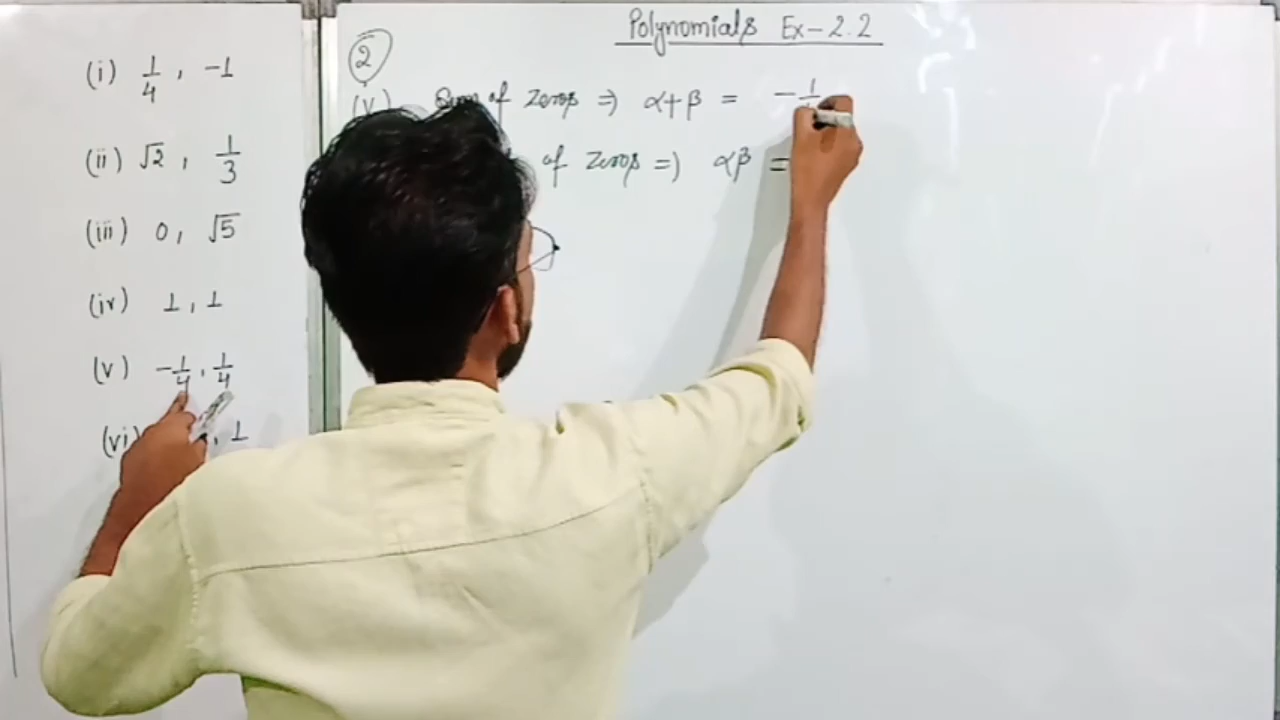 (i) 1/4 , -1
(ii) √2 , 1/3
(iii) 0 , √5
(iv) 1 , 1
(v) -1/4 , 1/4
(vi) , 1
Polynomials Ex-2.2
2
(v) Sum of Zeros ⇒ α+β = -1
of Zeros ⇒ αβ =